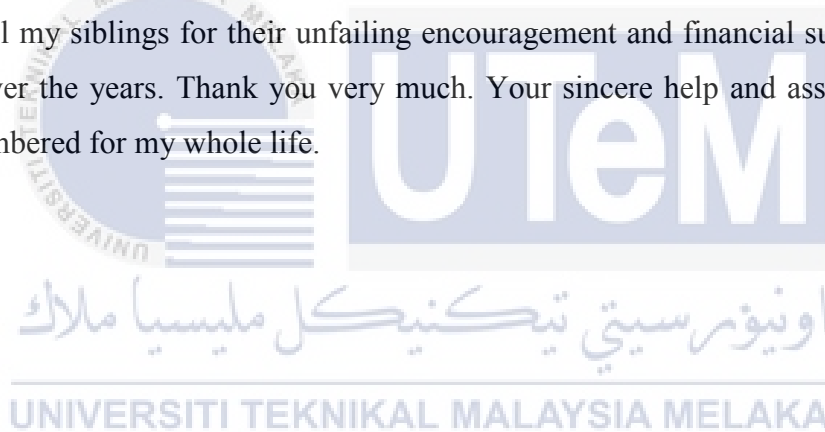 l my siblings for their unfailing encouragement and financial su
er the years. Thank you very much. Your sincere help and ass
bered for my whole life.
UTeM
اونيورسيتي تيكنيكل مليسيا ملاك
UNIVERSITI TEKNIKAL MALAYSIA MELAKA